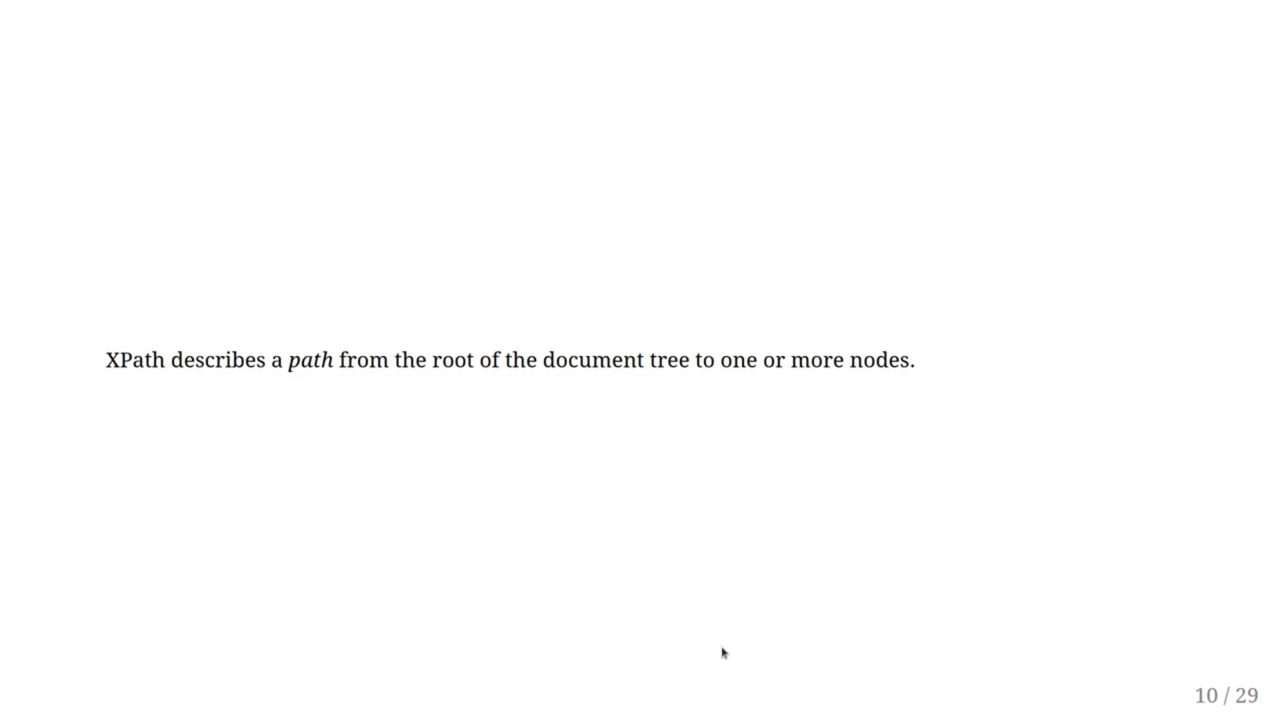 XPath describes a path from the root of the document tree to one or more nodes.
10 / 29